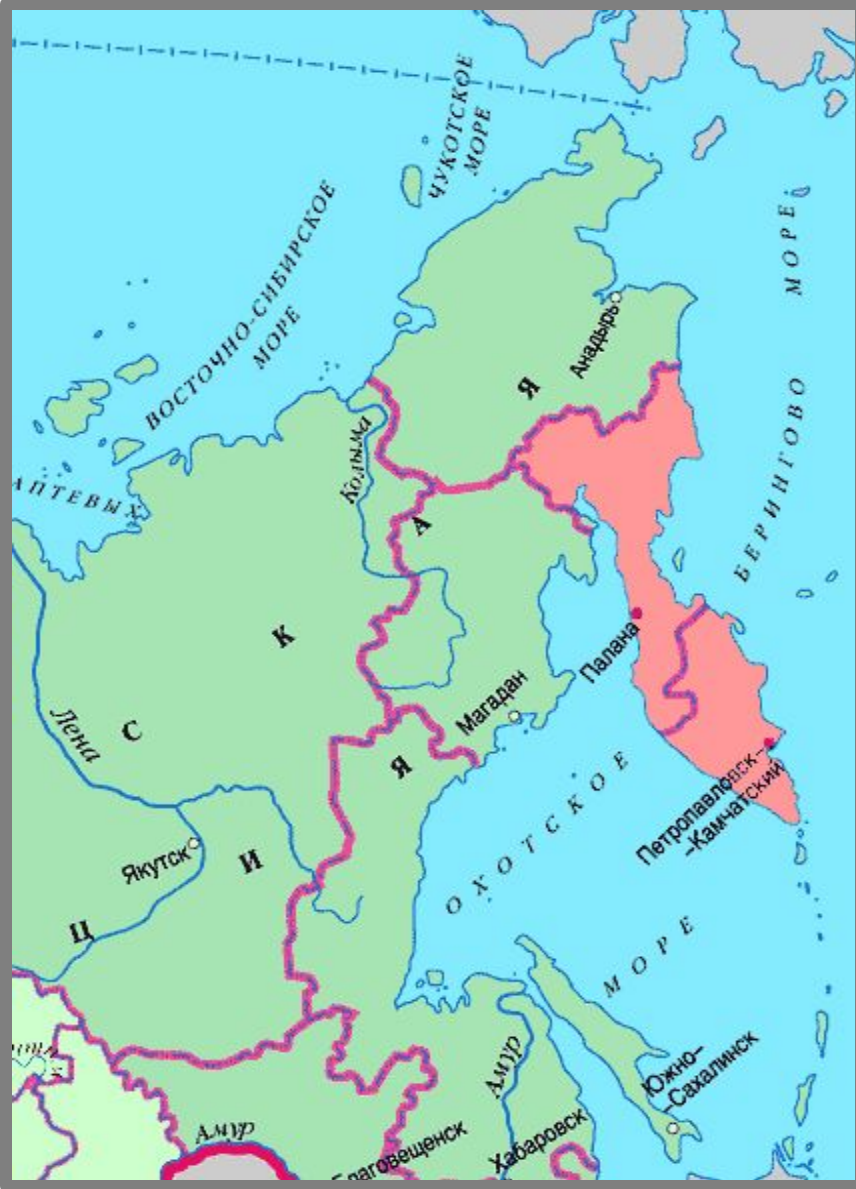 ЧУКОТСКОЕ
МОРЕ
ВОСТОЧНО-СИБИРСКОЕ
МОРЕ
БЕРИНГОВО МОРЕ
Анадырь
Я
Колыма
АПТЕВЫХ
А
К
Палана
С
Лена
Магадан
Я
Петропавловск-
-Камчатский
ОХОТСКОЕ
МОРЕ
Якутск
И
Ц
Амур
Южно-
-Сахалинск
Амур
Благовещенск
Хабаровск